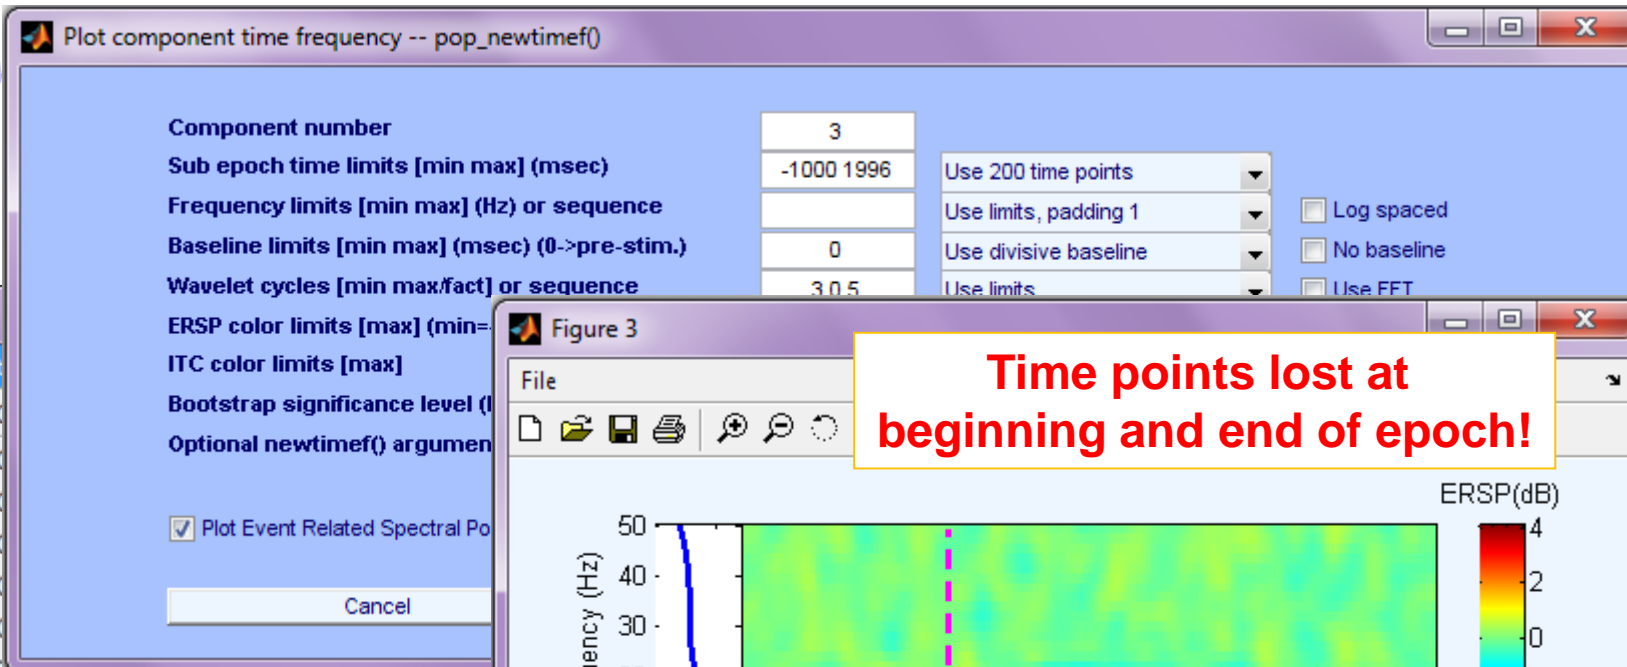 Plot component time frequency -- pop_newtimef()
Component number 3
Sub epoch time limits [min max] (msec) -1000 1996 Use 200 time points
Frequency limits [min max] (Hz) or sequence Use limits, padding 1 Log spaced
Baseline limits [min max] (msec) (0->pre-stim.) 0 Use divisive baseline No baseline
Wavelet cycles [min max/fact] or sequence 3 0.5 Use limits Use FFT
ERSP color limits [max] (min=-
ITC color limits [max]
Bootstrap significance level (
Optional newtimef() argumen
Plot Event Related Spectral Po
Cancel
Figure 3
File
Time points lost at
beginning and end of epoch!
ERSP(dB)
50
40
30
(Hz)
4
2
0